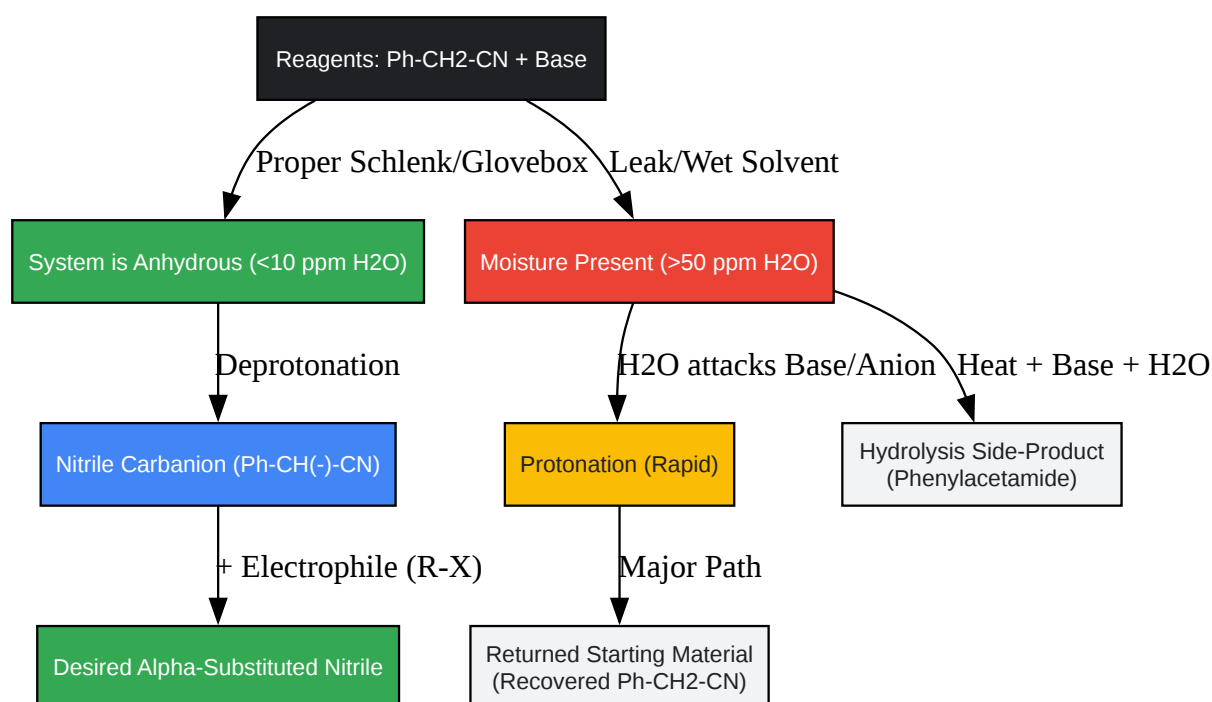 Reagents: Ph-CH2-CN + Base
Proper Schlenk/Glovebox
Leak/Wet Solvent
System is Anhydrous (<10 ppm H2O)
Moisture Present (>50 ppm H2O)
Deprotonation
H2O attacks Base/Anion
Heat + Base + H2O
Nitrile Carbanion (Ph-CH(-)-CN)
Protonation (Rapid)
Hydrolysis Side-Product
(Phenylacetamide)
+ Electrophile (R-X)
Major Path
Desired Alpha-Substituted Nitrile
Returned Starting Material
(Recovered Ph-CH2-CN)